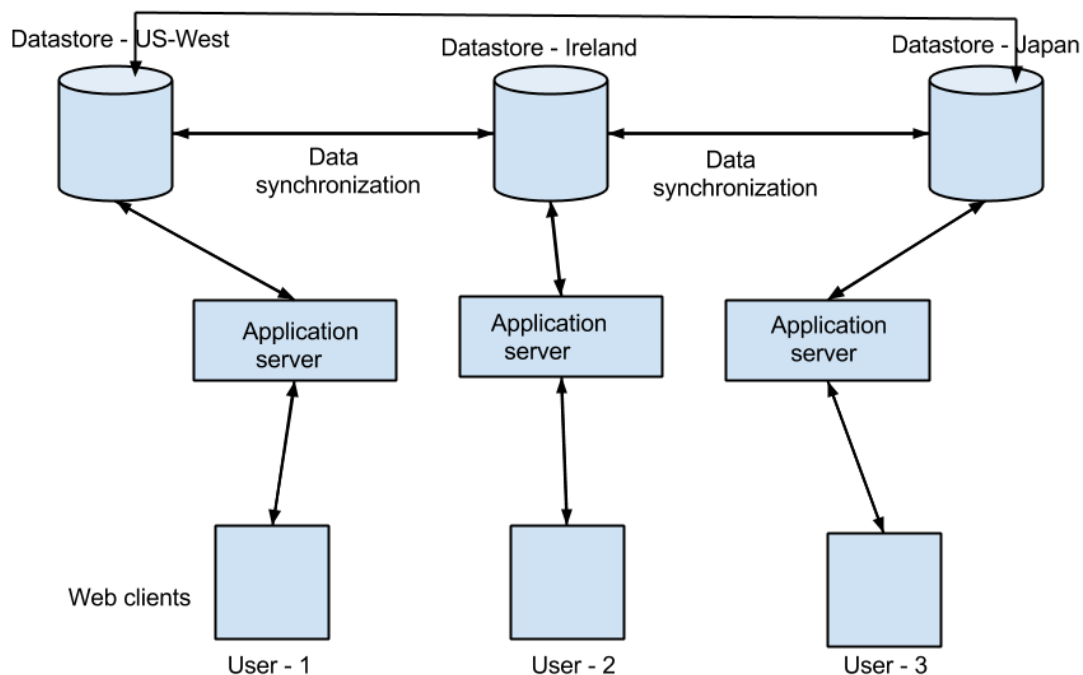 Datastore - US-West
Datastore - Ireland
Datastore - Japan
Data
synchronization
Data
synchronization
Application
server
Application
server
Application
server
Web clients
User - 1
User - 2
User - 3